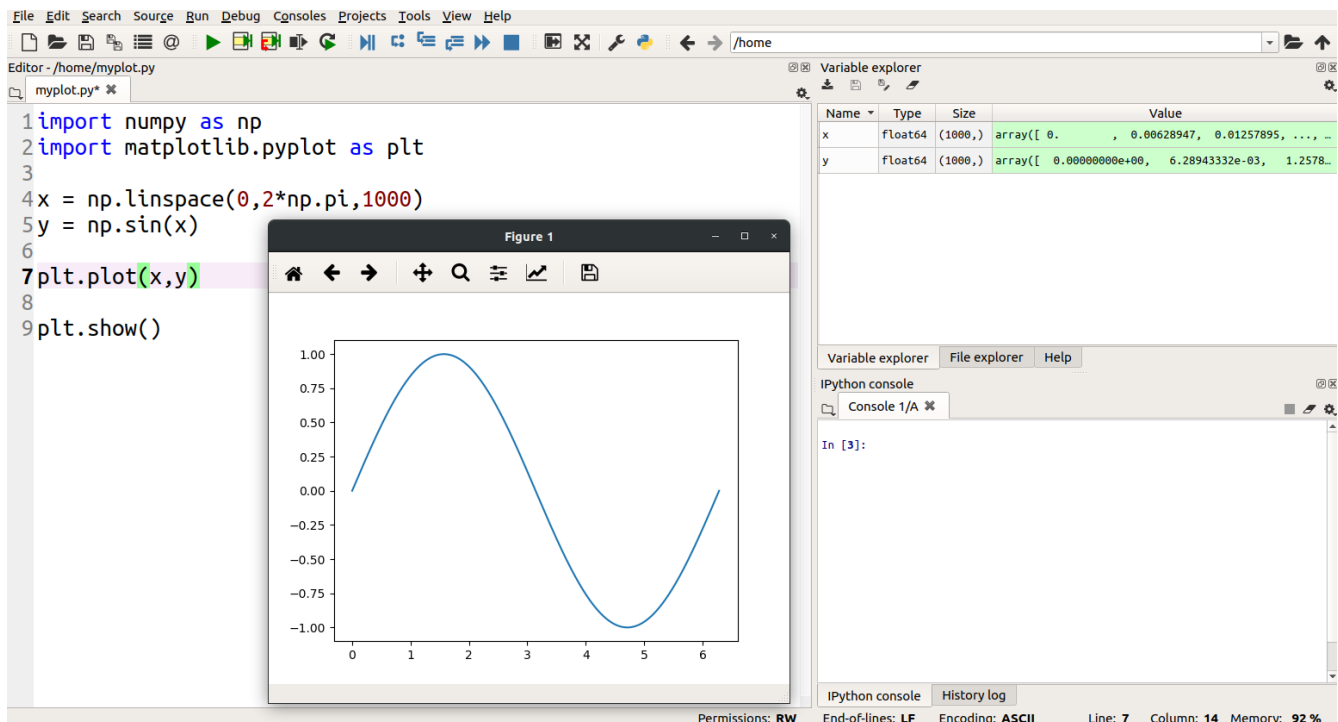 File Edit Search Source Run Debug Consoles Projects Tools View Help
/home
Editor - /home/myplot.py
myplot.py*
1 import numpy as np
2 import matplotlib.pyplot as plt
3
4 x = np.linspace(0,2*np.pi,1000)
5 y = np.sin(x)
6
7 plt.plot(x,y)
8
9 plt.show()
Figure 1
1.00
0.75
0.50
0.25
0.00
−0.25
−0.50
−0.75
−1.00
0 1 2 3 4 5 6
Variable explorer
Name Type Size Value
x float64 (1000,) array([ 0. , 0.00628947, 0.01257895, ..., …
y float64 (1000,) array([ 0.00000000e+00, 6.28943332e-03, 1.2578…
Variable explorer File explorer Help
IPython console
Console 1/A
In [3]:
IPython console History log
Permissions: RW End-of-lines: LF Encoding: ASCII Line: 7 Column: 14 Memory: 92 %